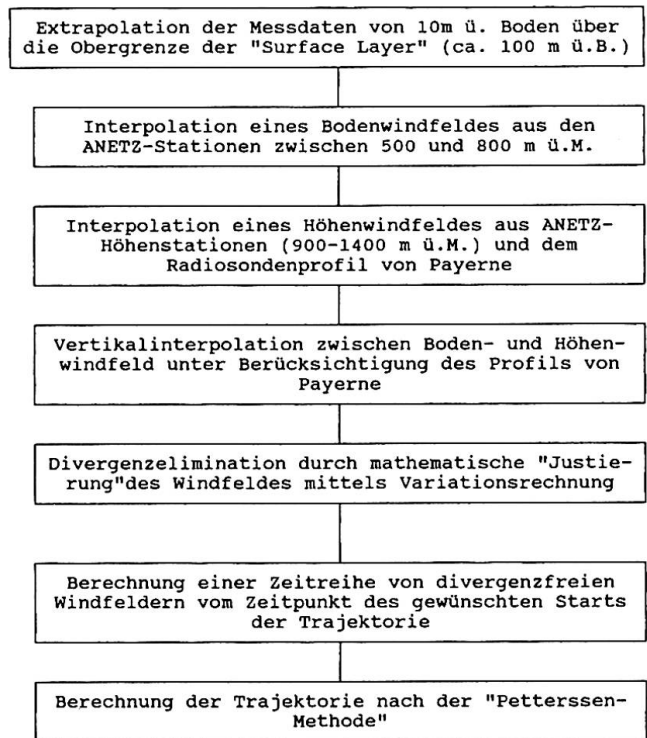 Extrapolation der Messdaten von 10m ü. Boden über
die Obergrenze der "Surface Layer" (ca. 100 m ü.B.)
Interpolation eines Bodenwindfeldes aus den
ANETZ-Stationen zwischen 500 und 800 m ü.M.
Interpolation eines Höhenwindfeldes aus ANETZ-
Höhenstationen (900-1400 m ü.M.) und dem
Radiosondenprofil von Payerne
Vertikalinterpolation zwischen Boden- und Höhen-
windfeld unter Berücksichtigung des Profils von
Payerne
Divergenzelimination durch mathematische "Justie-
rung"des Windfeldes mittels Variationsrechnung
Berechnung einer Zeitreihe von divergenzfreien
Windfeldern vom Zeitpunkt des gewünschten Starts
der Trajektorie
Berechnung der Trajektorie nach der "Petterssen-
Methode"